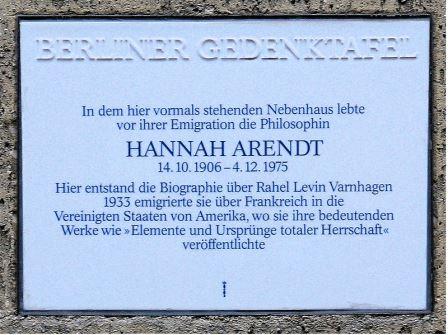 BERLINER GEDENKTAFEL
In dem hier vormals stehenden Nebenhaus lebte
vor ihrer Emigration die Philosophin
HANNAH ARENDT
14.10.1906–4.12.1975
Hier entstand die Biographie über Rahel Levin Varnhagen
1933 emigrierte sie über Frankreich in die
Vereinigten Staaten von Amerika, wo sie ihre bedeutenden
Werke wie »Elemente und Ursprünge totaler Herrschaft«
veröffentlichte